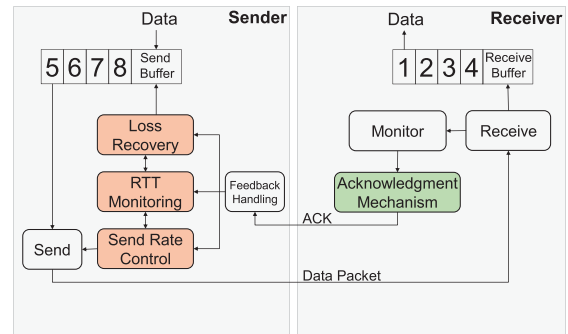 Data
Sender
Receiver
Data
5 6 7 8
Send
Buffer
1 2 3 4
Receive
Buffer
Loss
Recovery
Monitor
Receive
RTT
Monitoring
Feedback
Handling
Acknowledgment
Mechanism
ACK
Send
Send Rate
Control
Data Packet